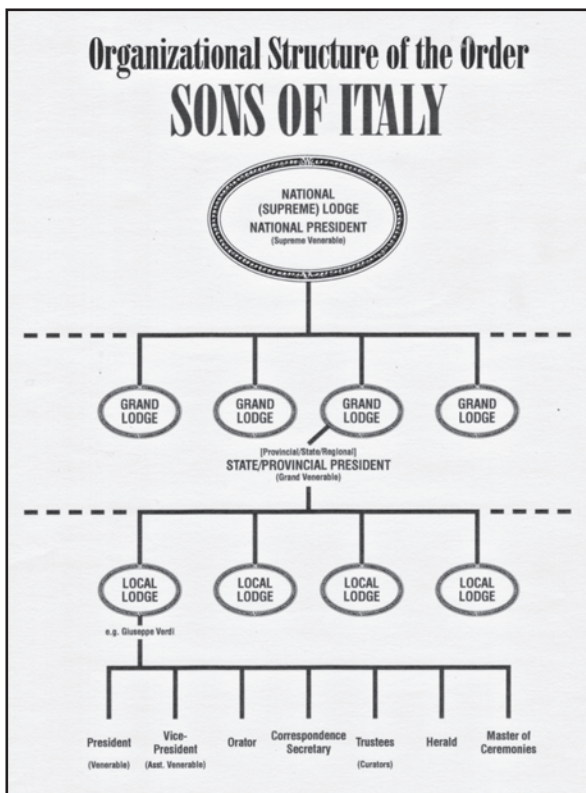 Organizational Structure of the Order
SONS OF ITALY
NATIONAL
(SUPREME) LODGE
NATIONAL PRESIDENT
(Supreme Venerable)
GRAND
LODGE
GRAND
LODGE
GRAND
LODGE
GRAND
LODGE
[Provincial/State/Regional]
STATE/PROVINCIAL PRESIDENT
(Grand Venerable)
LOCAL
LODGE
LOCAL
LODGE
LOCAL
LODGE
LOCAL
LODGE
e.g. Giuseppe Verdi
President
(Venerable)
Vice-
President
(Asst. Venerable)
Orator
Correspondence
Secretary
Trustees
(Curators)
Herald
Master of
Ceremonies